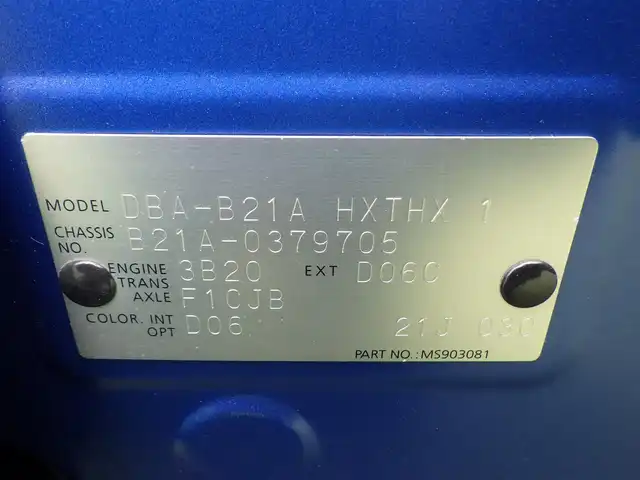 MODEL DBA-B21A HXTHX 1
CHASSIS NO. B21A-0379705
ENGINE 3B20 EXT D06C
TRANS AXLE F1CJB
COLOR. INT OPT D06 21J 030
PART NO.: MS903081